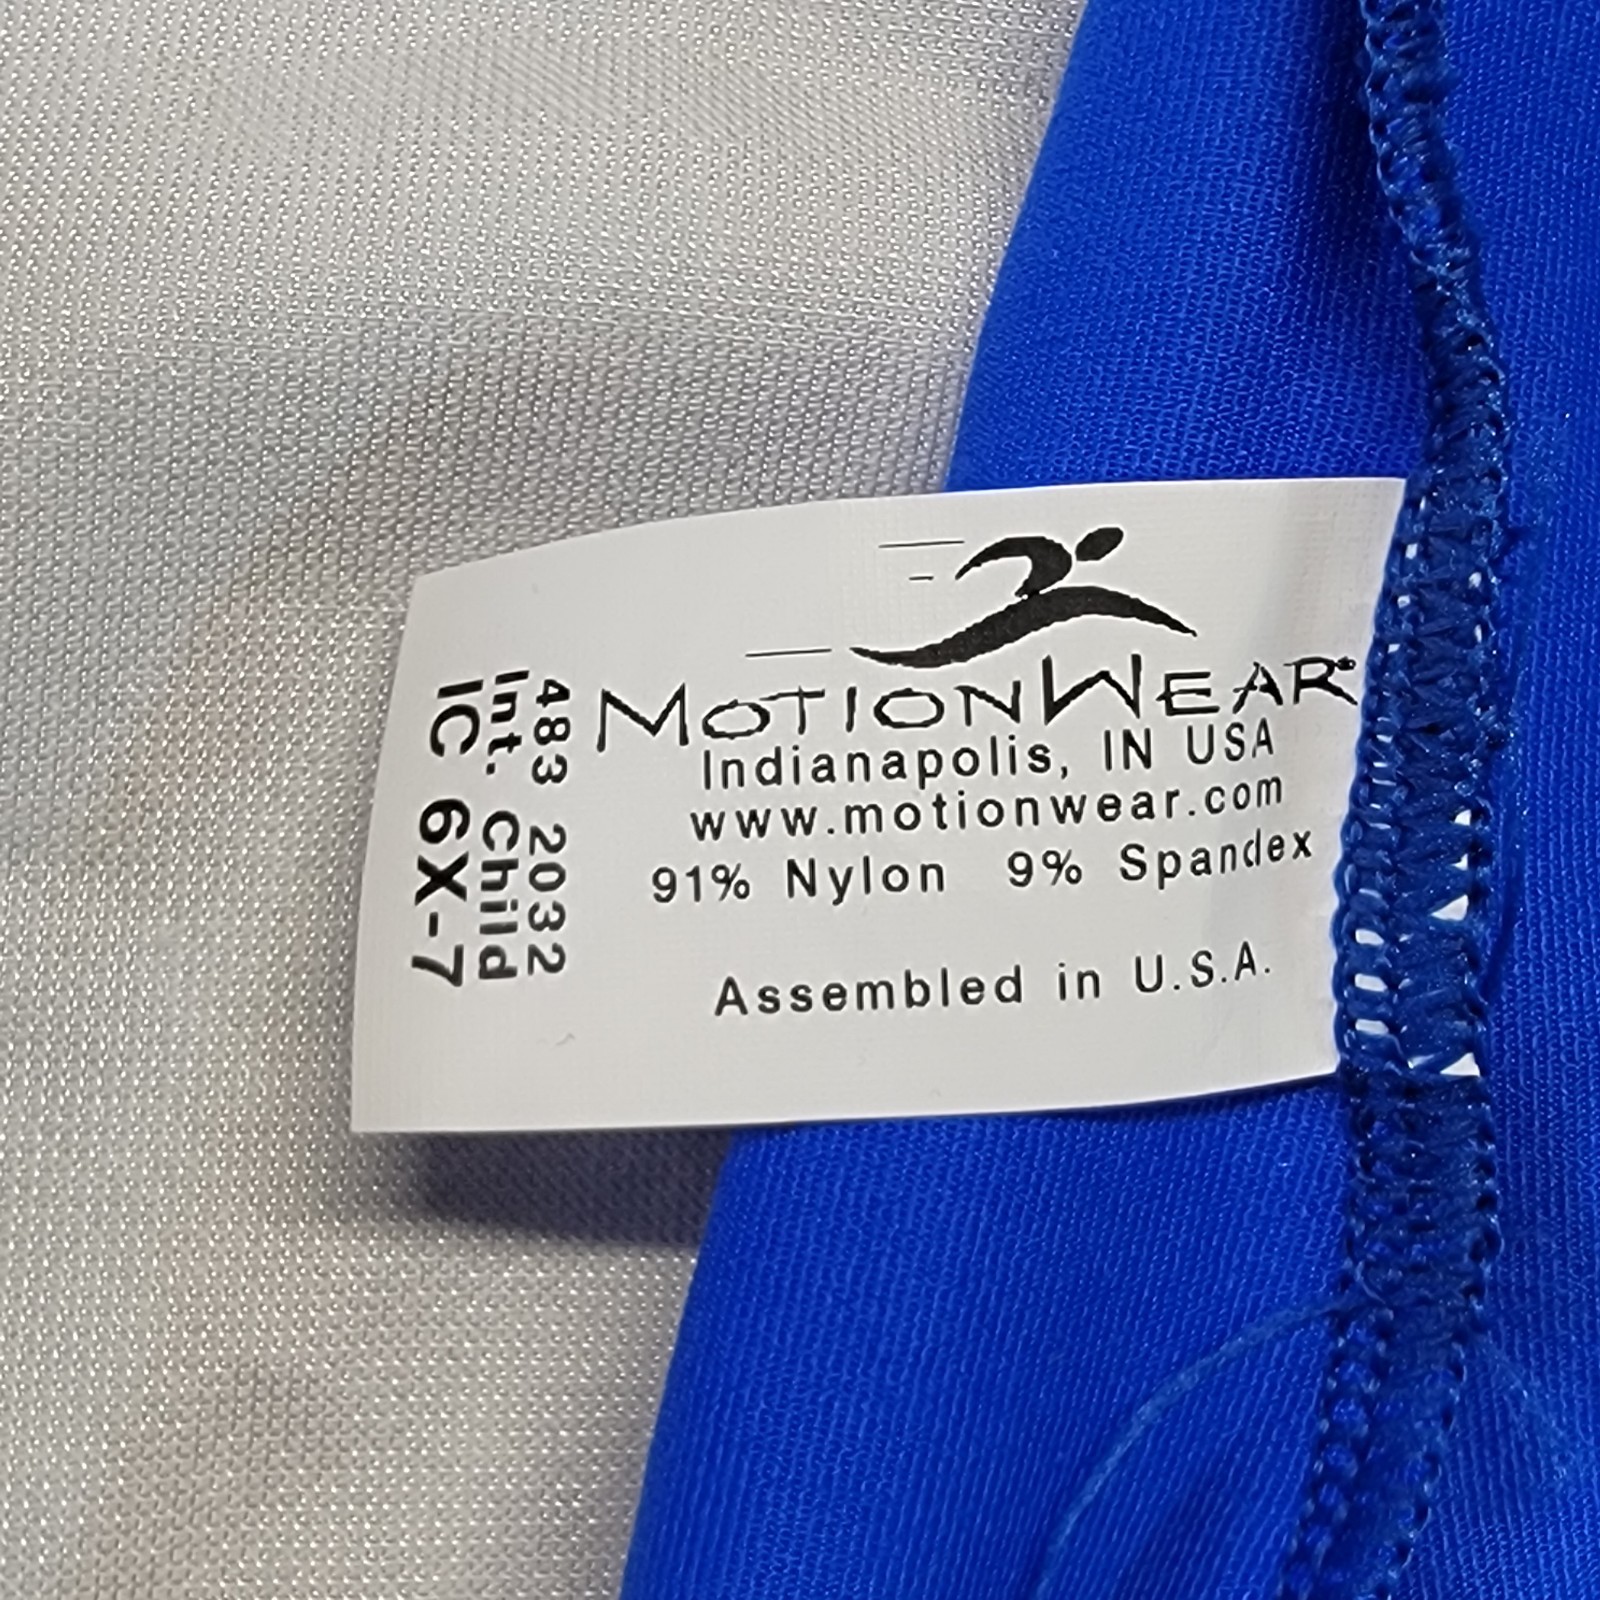 MOTIONWEAR®
Indianapolis, IN USA
www.motionwear.com
91% Nylon 9% Spandex
Assembled in U.S.A.
483 2032
Int. Child
IC 6X-7